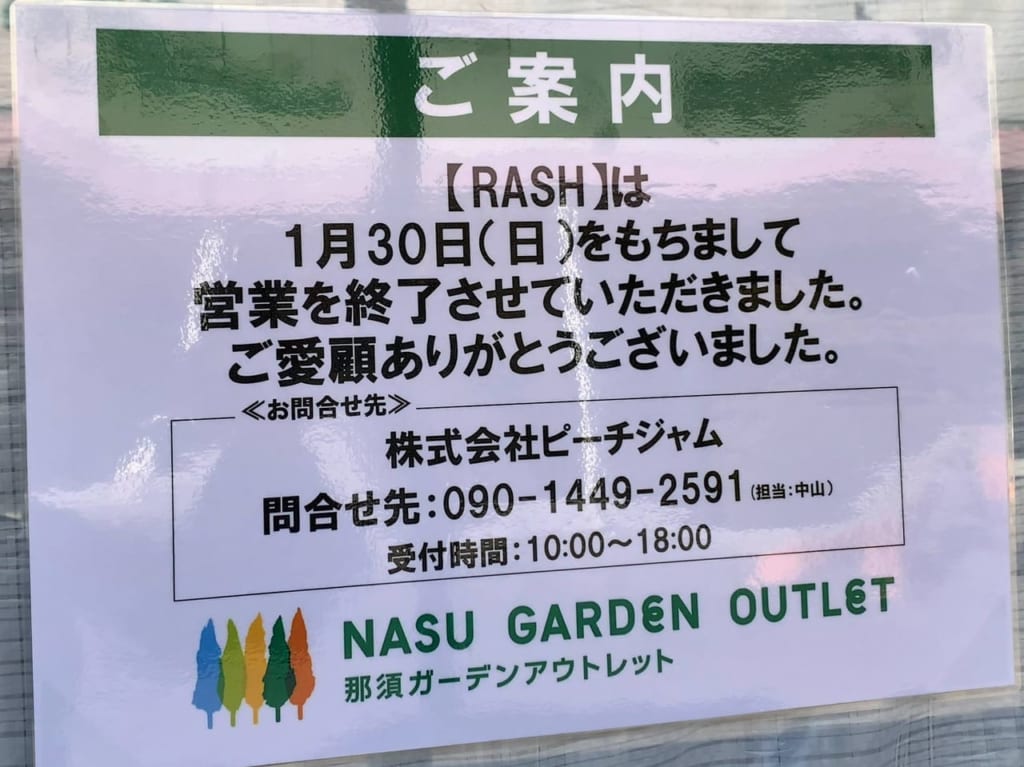 ご案内
【RASH】は
1月30日(日)をもちまして
営業を終了させていただきました。
ご愛顧ありがとうございました。
≪お問合せ先≫
株式会社ピーチジャム
問合せ先:090-1449-2591(担当:中山)
受付時間:10:00~18:00
NASU GARDEN OUTLET
那須ガーデンアウトレット